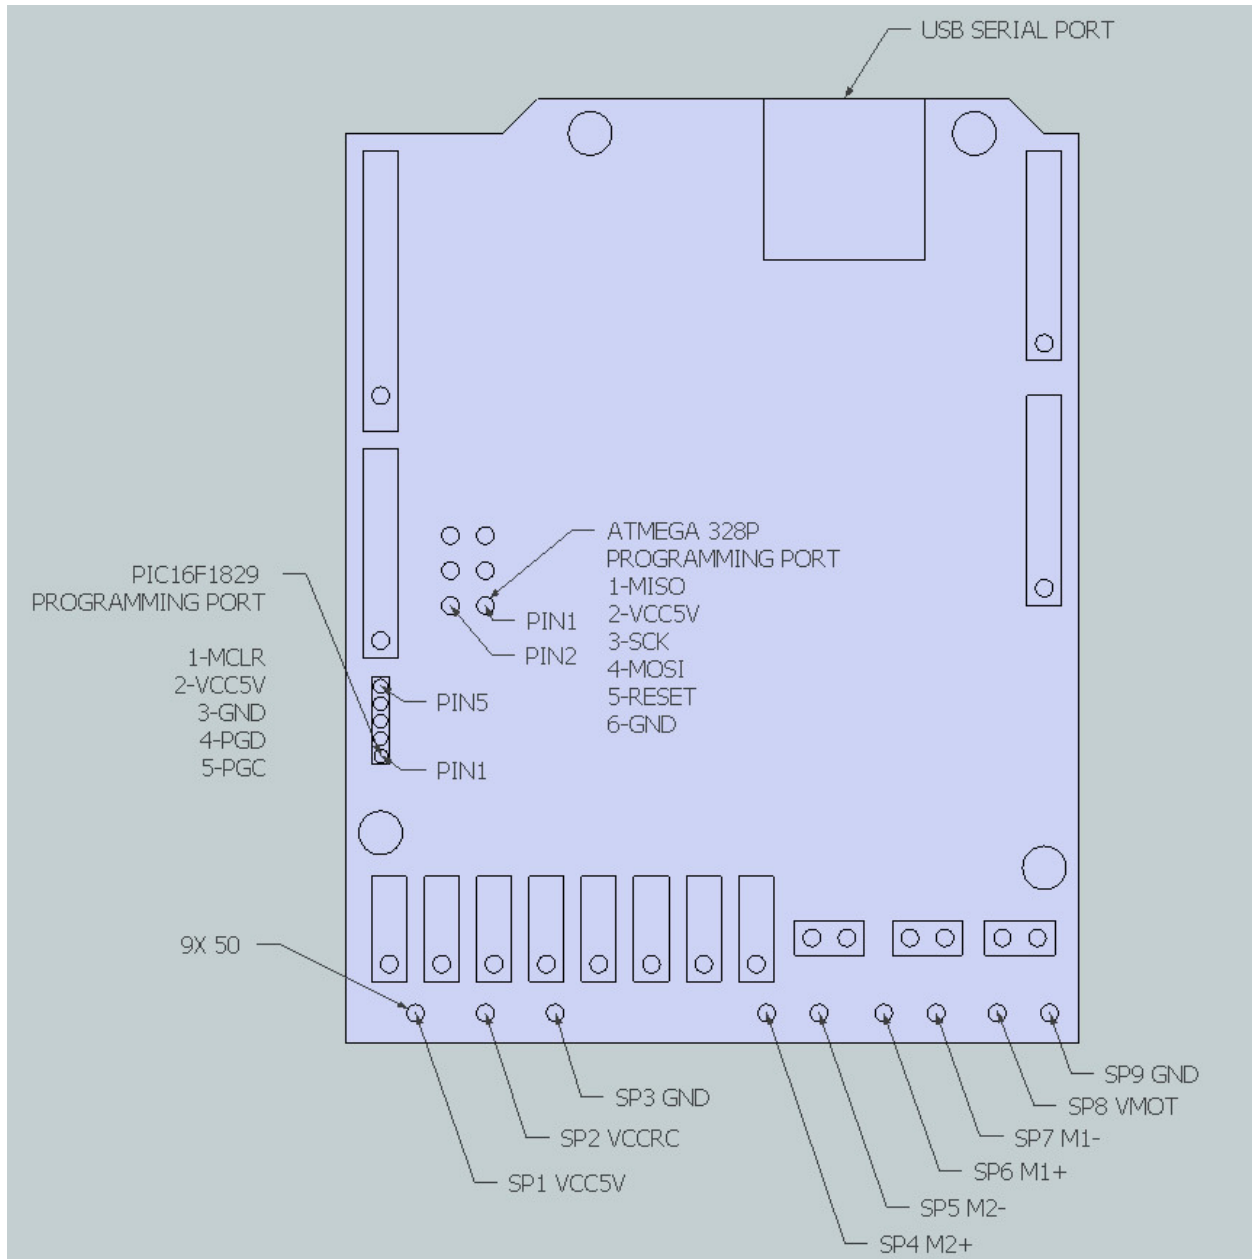 USB SERIAL PORT
ATMEGA 328P
PROGRAMMING PORT
1-MISO
2-VCC5V
3-SCK
4-MOSI
5-RESET
6-GND
PIN1
PIN2
PIC16F1829
PROGRAMMING PORT
1-MCLR
2-VCC5V
3-GND
4-PGD
5-PGC
PIN5
PIN1
9X 50
SP9 GND
SP3 GND
SP8 VMOT
SP2 VCCRC
SP7 M1-
SP6 M1+
SP1 VCC5V
SP5 M2-
SP4 M2+